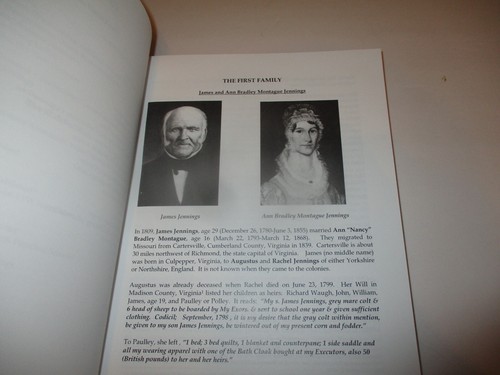 THE FIRST FAMILY
James and Ann Bradley Montague Jennings
James Jennings
Ann Bradley Montague Jennings
In 1809, James Jennings, age 29 (December 26, 1780-June 3, 1855) married Ann "Nancy"
Bradley Montague, age 16 (March 22, 1793-March 12, 1868). They migrated to
Missouri from Cartersville, Cumberland County, Virginia in 1839. Cartersville is about
30 miles northwest of Richmond, the state capital of Virginia. James (no middle name)
was born in Culpepper, Virginia, to Augustus and Rachel Jennings of either Yorkshire
or Northshire, England. It is not known when they came to the colonies.
Augustus was already deceased when Rachel died on June 23, 1799. Her Will in
Madison County, Virginia! listed her children as heirs. Richard Waugh, John, William,
James, age 19, and Paulley or Polley. It reads: "My s. James Jennings, grey mare colt &
6 head of sheep to be boarded by My Exors. & sent to school one year & given sufficient
clothing. Codicil; September, 1790, it is my desire that the gray colt within mention,
be given to my son James Jennings, be whatered out of my present corn and fodder."
To Paulley, she left, "1 bed; 3 bed quilts, 1 blanket and counterpane; 1 side saddle and
all my wearing apparel with one of the Bath Cloak bought at my Executors, also 50
(British pounds) to her and her heirs."